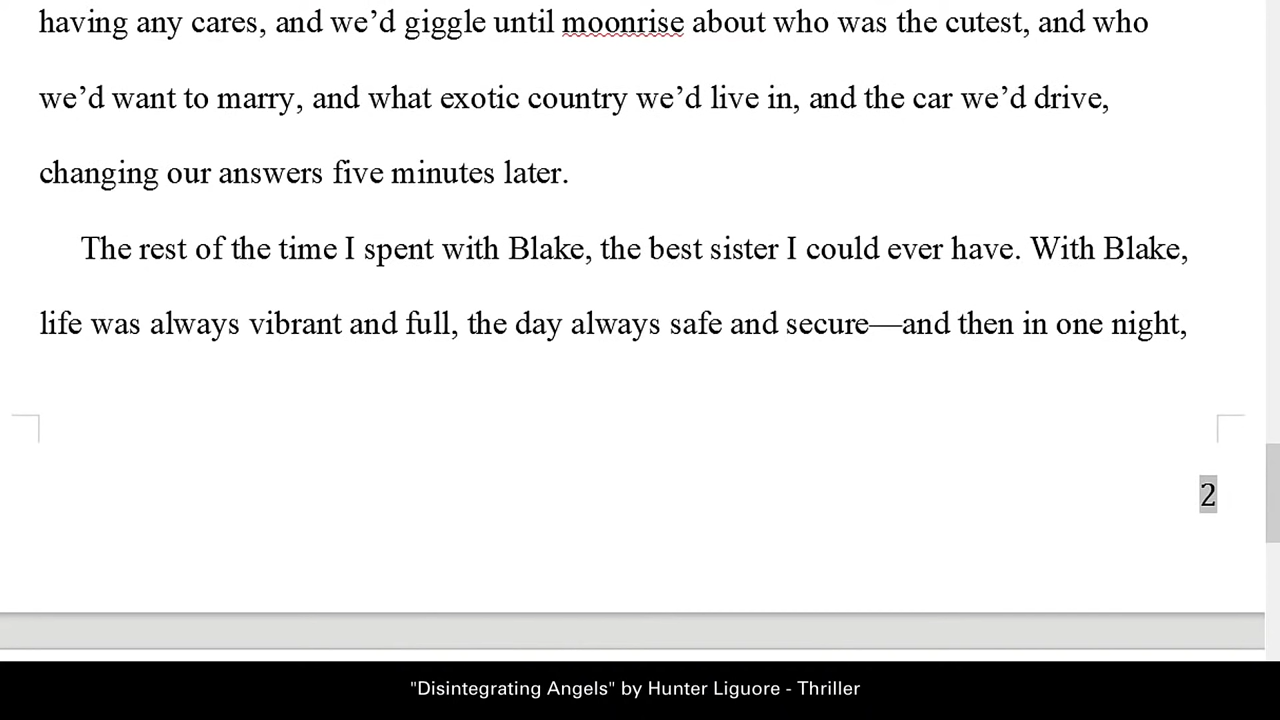 having any cares, and we’d giggle until moonrise about who was the cutest, and who
we’d want to marry, and what exotic country we’d live in, and the car we’d drive,
changing our answers five minutes later.
The rest of the time I spent with Blake, the best sister I could ever have. With Blake,
life was always vibrant and full, the day always safe and secure—and then in one night,
2
"Disintegrating Angels" by Hunter Liguore - Thriller